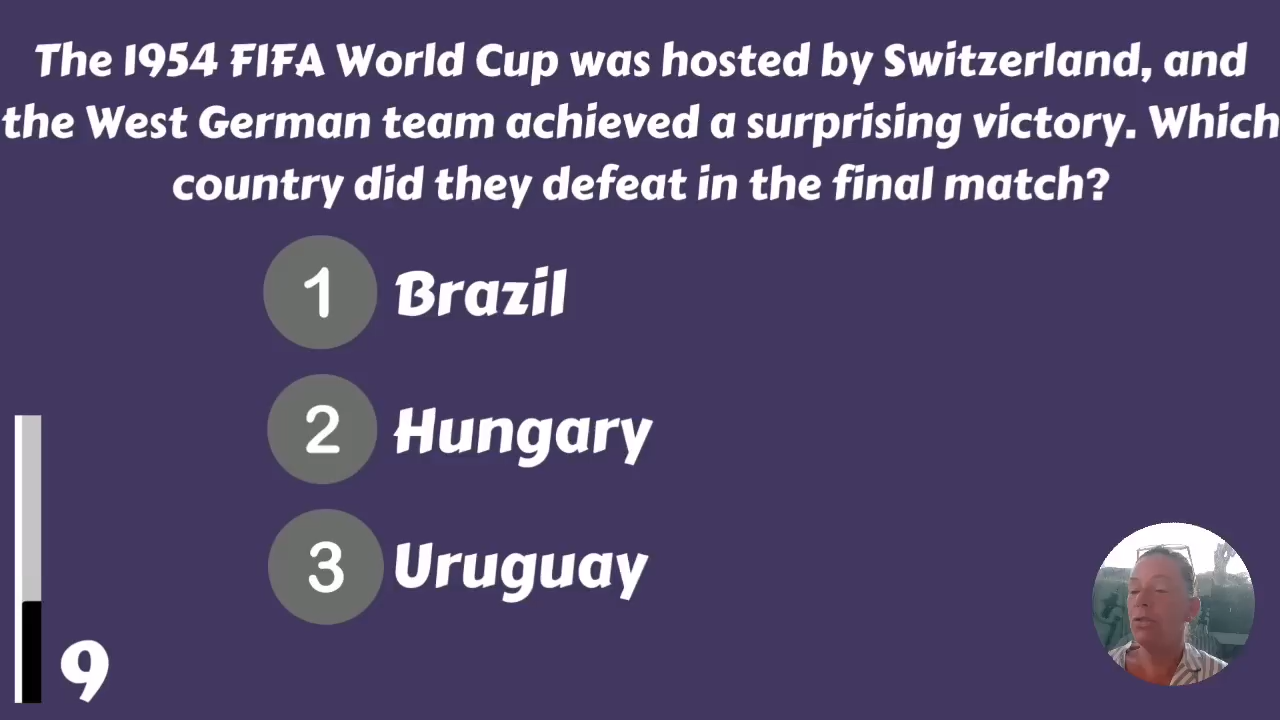 The 1954 FIFA World Cup was hosted by Switzerland, and
the West German team achieved a surprising victory. Which
country did they defeat in the final match?
1 Brazil
2 Hungary
3 Uruguay
9